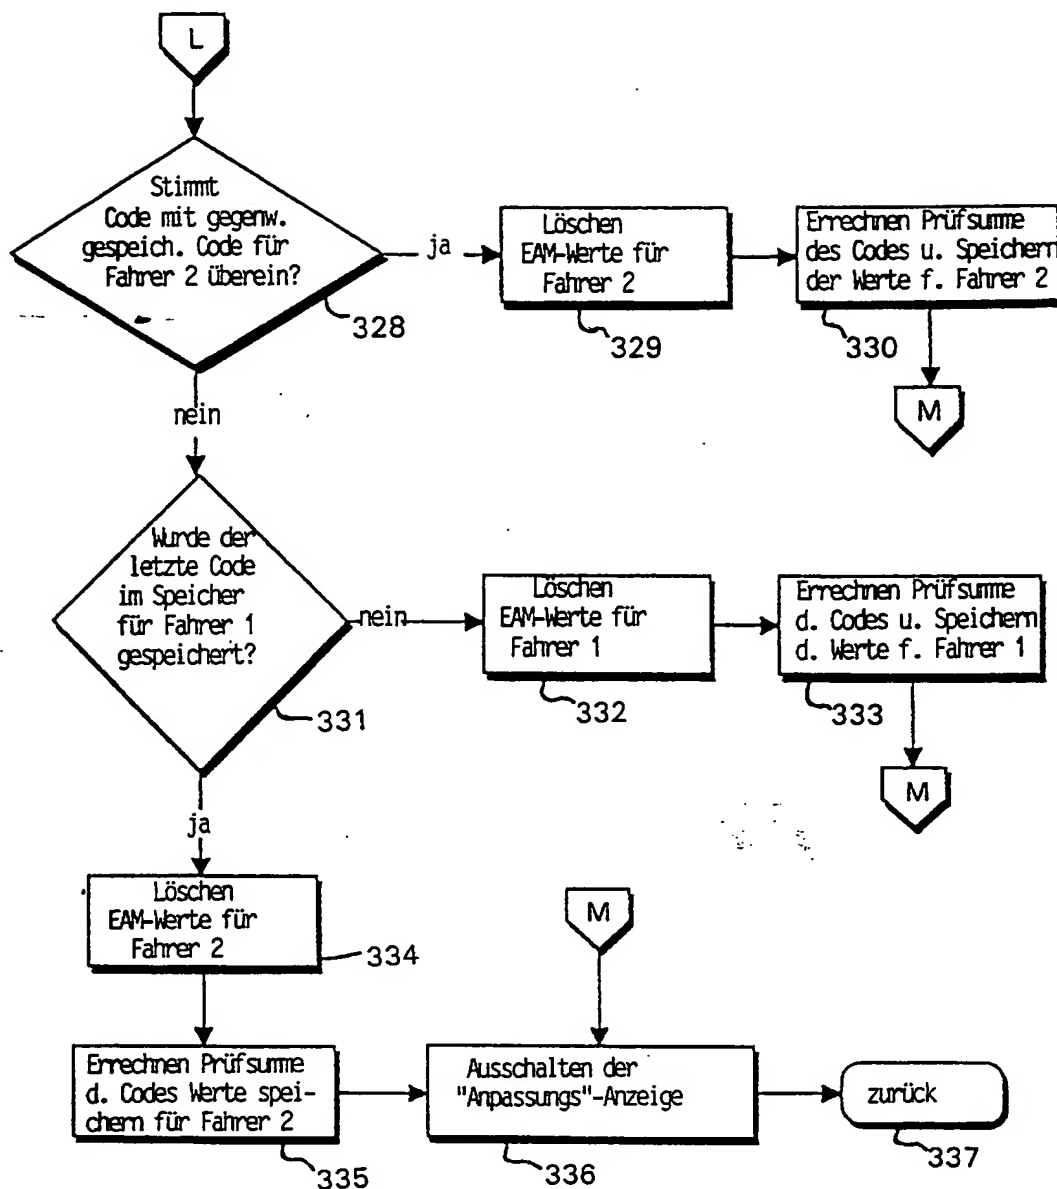 L
Stimmt
Code mit gegenw.
gespeich. Code für
Fahrer 2 überein?
328
ja
Löschen
EAM-Werte für
Fahrer 2
329
Errechnen Prüfsumme
des Codes u. Speichern
der Werte f. Fahrer 2
330
M
nein
Wurde der
letzte Code
im Speicher
für Fahrer 1
gespeichert?
331
nein
Löschen
EAM-Werte für
Fahrer 1
332
Errechnen Prüfsumme
d. Codes u. Speichern
d. Werte f. Fahrer 1
333
M
ja
Löschen
EAM-Werte für
Fahrer 2
334
M
Errechnen Prüfsumme
d. Codes Werte spei-
chern für Fahrer 2
335
Ausschalten der
"Anpassungs"-Anzeige
336
zurück
337